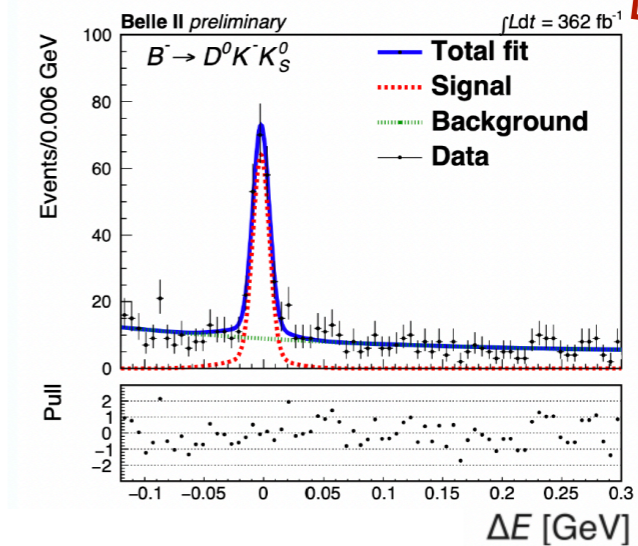 Belle II preliminary ∫Ldt = 362 fb⁻¹
B⁻→ D⁰K⁻K⁰_S
Total fit
Signal
Background
Data
Events/0.006 GeV
100
80
60
40
20
0
Pull
2
1
0
−1
−2
−0.1 −0.05 0 0.05 0.1 0.15 0.2 0.25 0.3
ΔE [GeV]